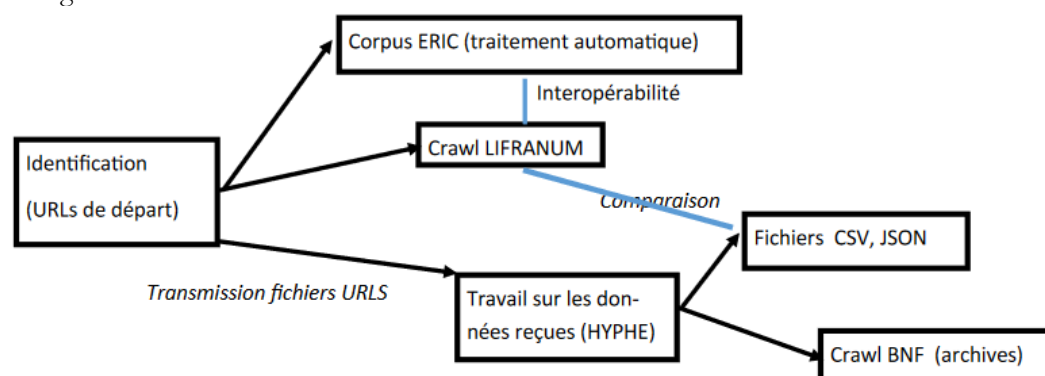 Corpus ERIC (traitement automatique)
Interopérabilité
Crawl LIFRANUM
Identification
(URLs de départ)
Comparaison
Fichiers CSV, JSON
Transmission fichiers URLS
Travail sur les don-
nées reçues (HYPHE)
Crawl BNF (archives)